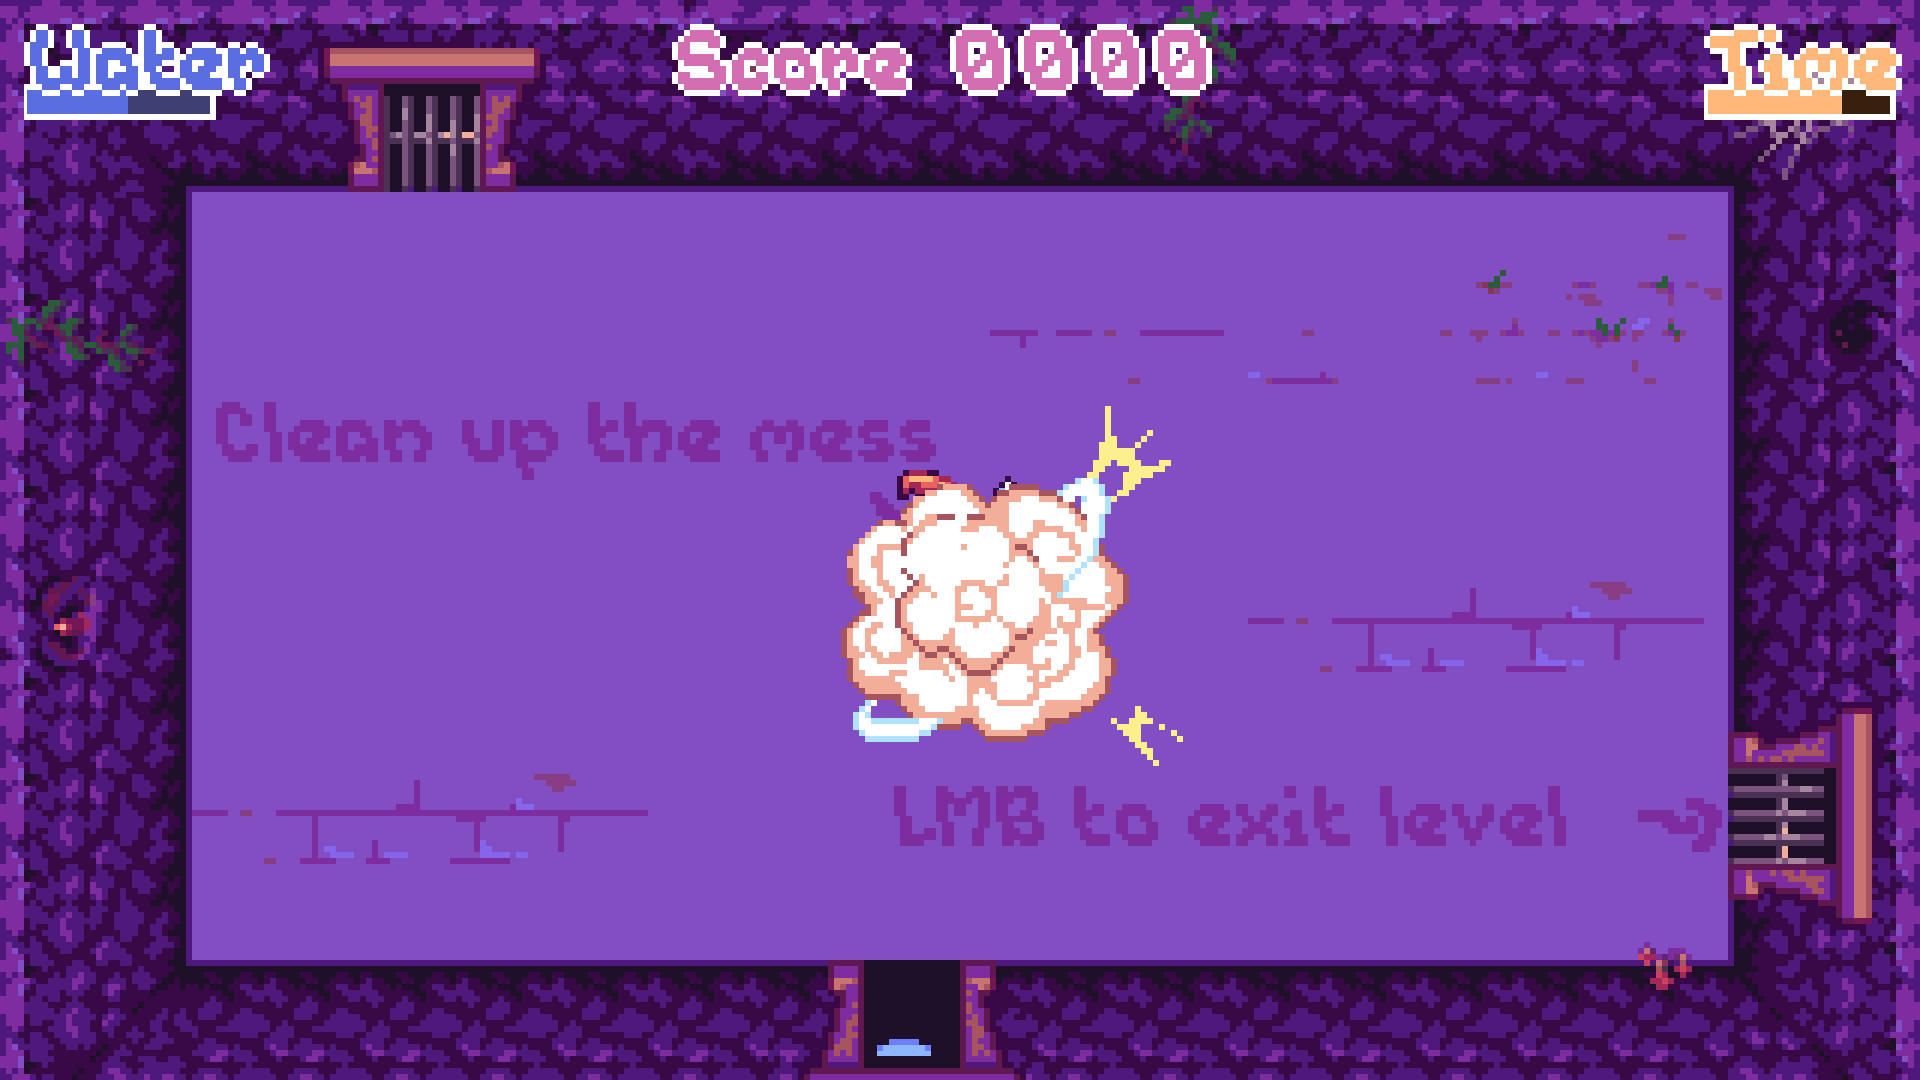 Water
Score 0000
Time
Clean up the mess
LMB to exit level